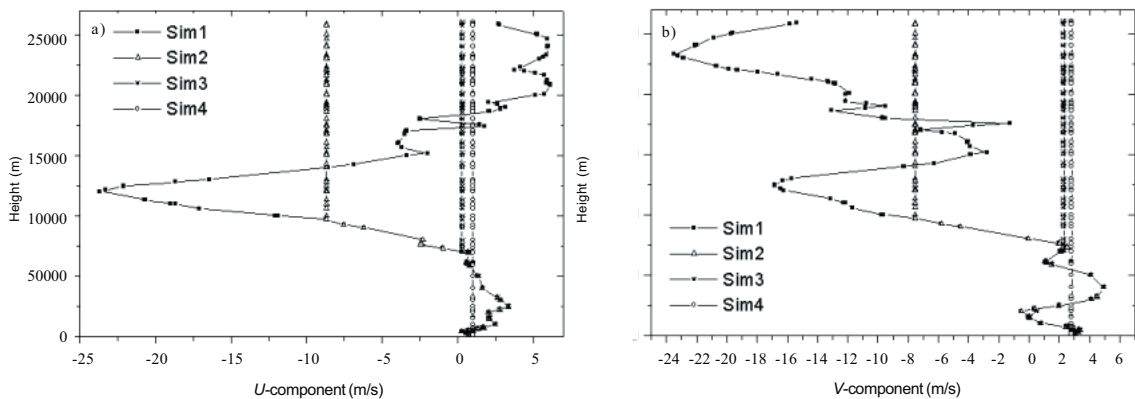 a)
Sim1
Sim2
Sim3
Sim4
25000
20000
15000
10000
50000
0
Height (m)
-25 -20 -15 -10 -5 0 5
U-component (m/s)
b)
Sim1
Sim2
Sim3
Sim4
Height (m)
-24 -22 -20 -18 -16 -14 -12 -10 -8 -6 -4 -2 0 2 4 6
V-component (m/s)